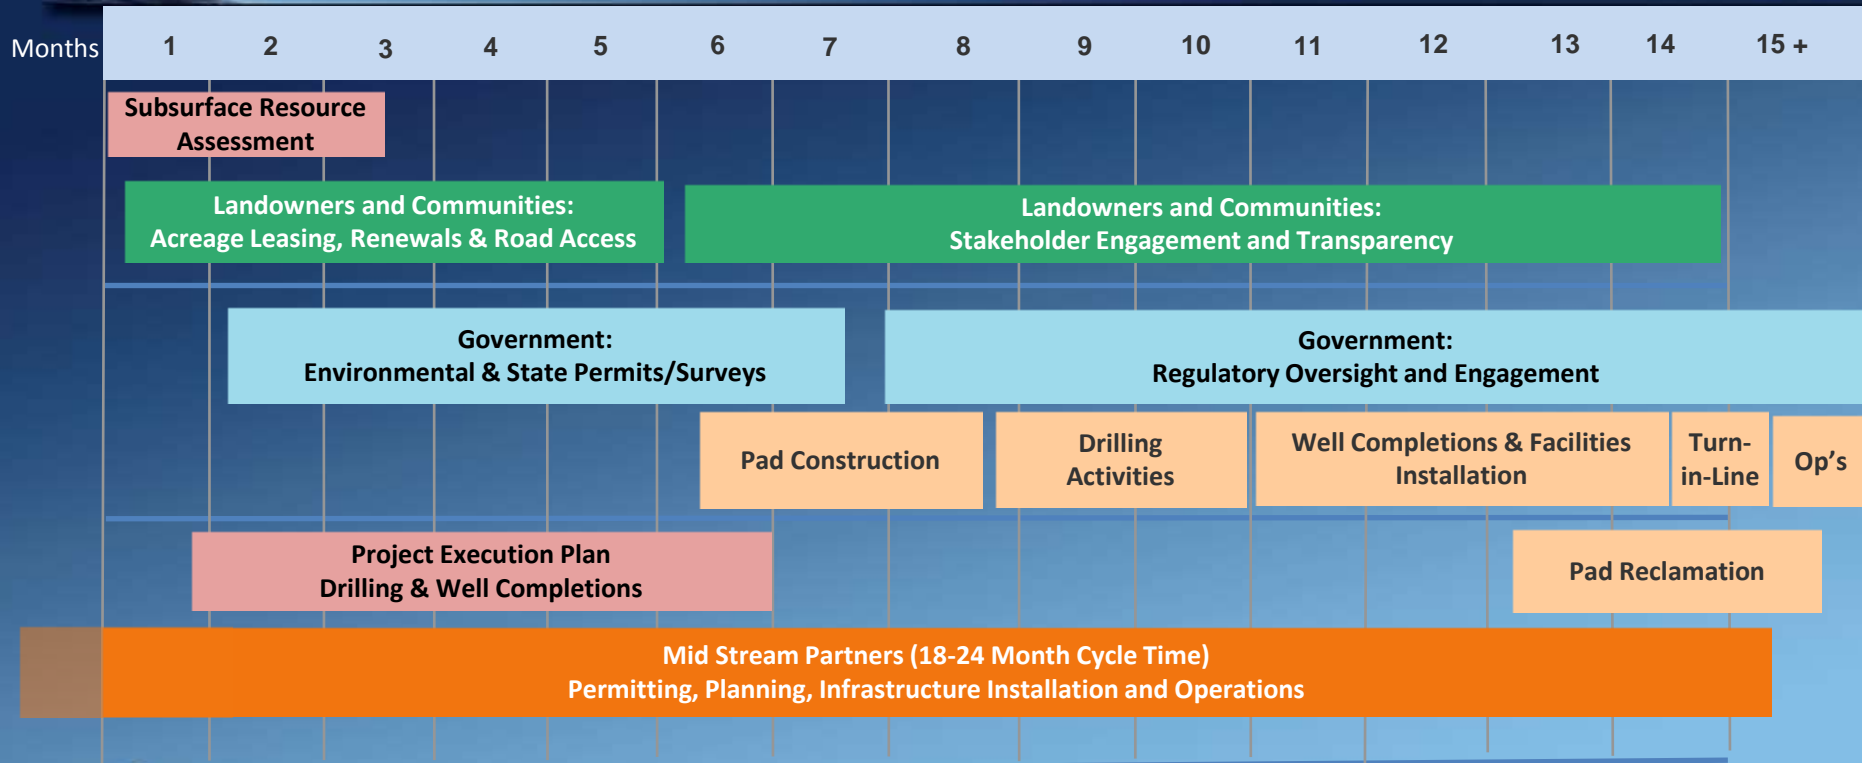 Months 1 2 3 4 5 6 7 8 9 10 11 12 13 14 15 +
Subsurface Resource
Assessment
Landowners and Communities:
Acreage Leasing, Renewals & Road Access
Landowners and Communities:
Stakeholder Engagement and Transparency
Government:
Environmental & State Permits/Surveys
Government:
Regulatory Oversight and Engagement
Pad Construction
Drilling
Activities
Well Completions & Facilities
Installation
Turn-
in-Line
Op's
Project Execution Plan
Drilling & Well Completions
Pad Reclamation
Mid Stream Partners (18-24 Month Cycle Time)
Permitting, Planning, Infrastructure Installation and Operations